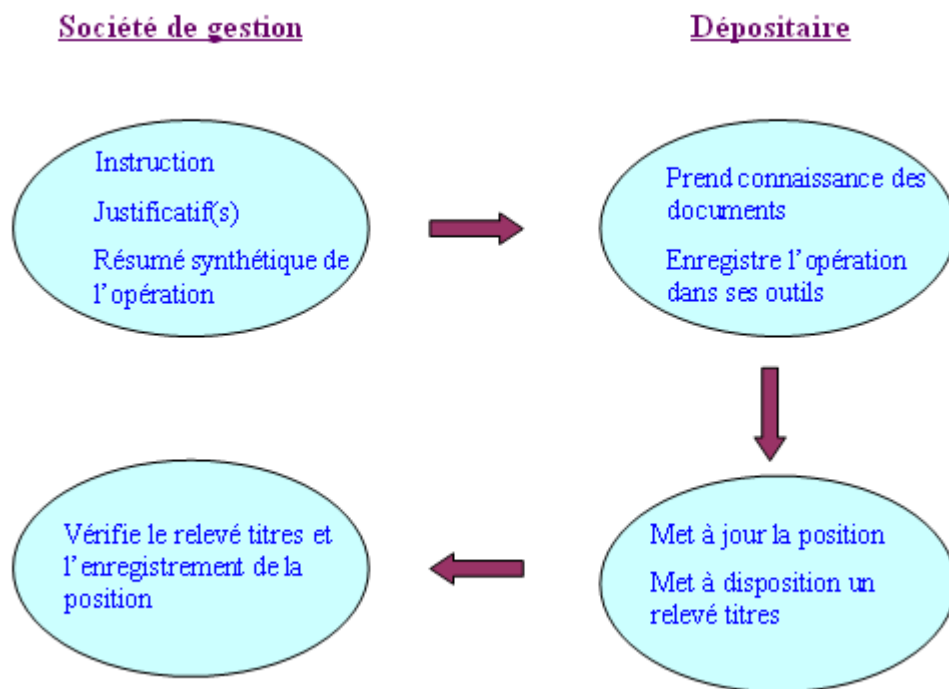 Société de gestion
Dépositaire
Instruction
Justificatif(s)
Résumé synthétique de
l'opération
Prend connaissance des
documents
Enregistre l'opération
dans ses outils
Met à jour la position
Met à disposition un
relevé titres
Vérifie le relevé titres et
l'enregistrement de la
position